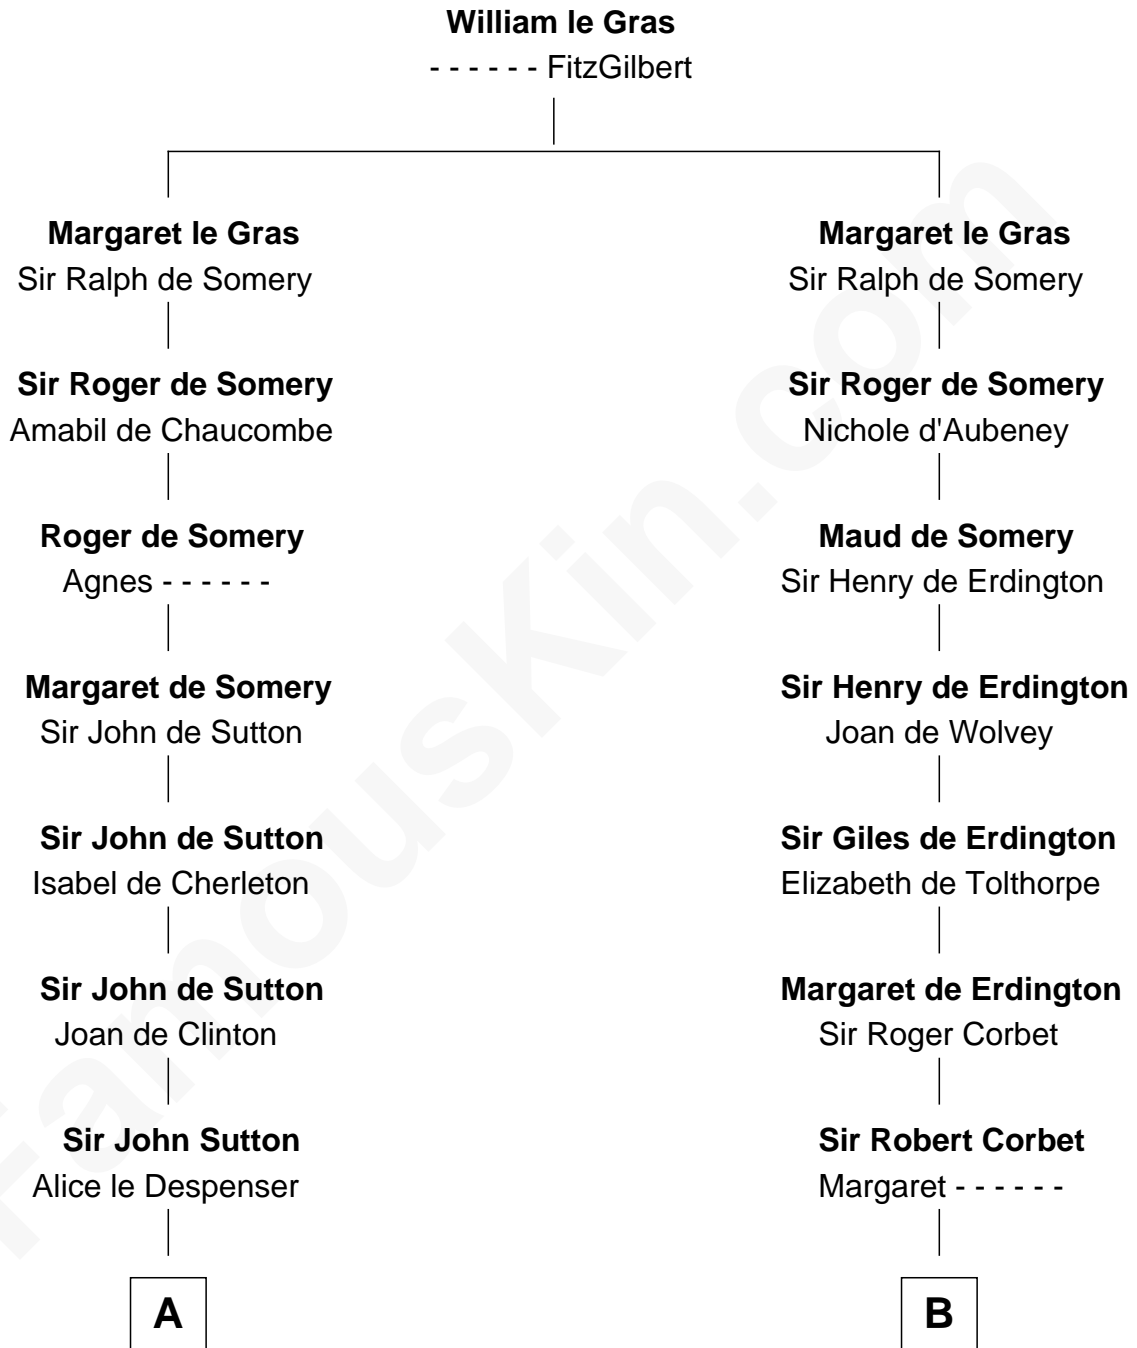 William le Gras
- - - - - - FitzGilbert
Margaret le Gras
Sir Ralph de Somery
Margaret le Gras
Sir Ralph de Somery
Sir Roger de Somery
Amabil de Chaucombe
Sir Roger de Somery
Nichole d'Aubeney
Roger de Somery
Agnes - - - - - -
Maud de Somery
Sir Henry de Erdington
Margaret de Somery
Sir John de Sutton
Sir Henry de Erdington
Joan de Wolvey
Sir John de Sutton
Isabel de Cherleton
Sir Giles de Erdington
Elizabeth de Tolthorpe
Sir John de Sutton
Joan de Clinton
Margaret de Erdington
Sir Roger Corbet
Sir John Sutton
Alice le Despenser
Sir Robert Corbet
Margaret - - - - - -
A
B
FamousKin.com